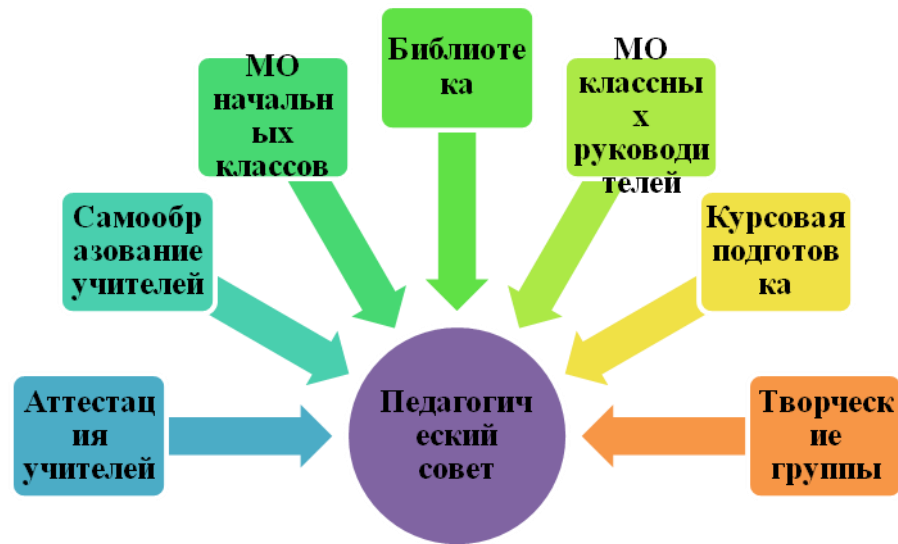 Библиоте
ка
МО
начальн
ых
классов
МО
классны
х
руководи
телей
Самообр
азование
учителей
Курсовая
подготов
ка
Аттестац
ия
учителей
Педагогич
еский
совет
Творческ
ие
группы